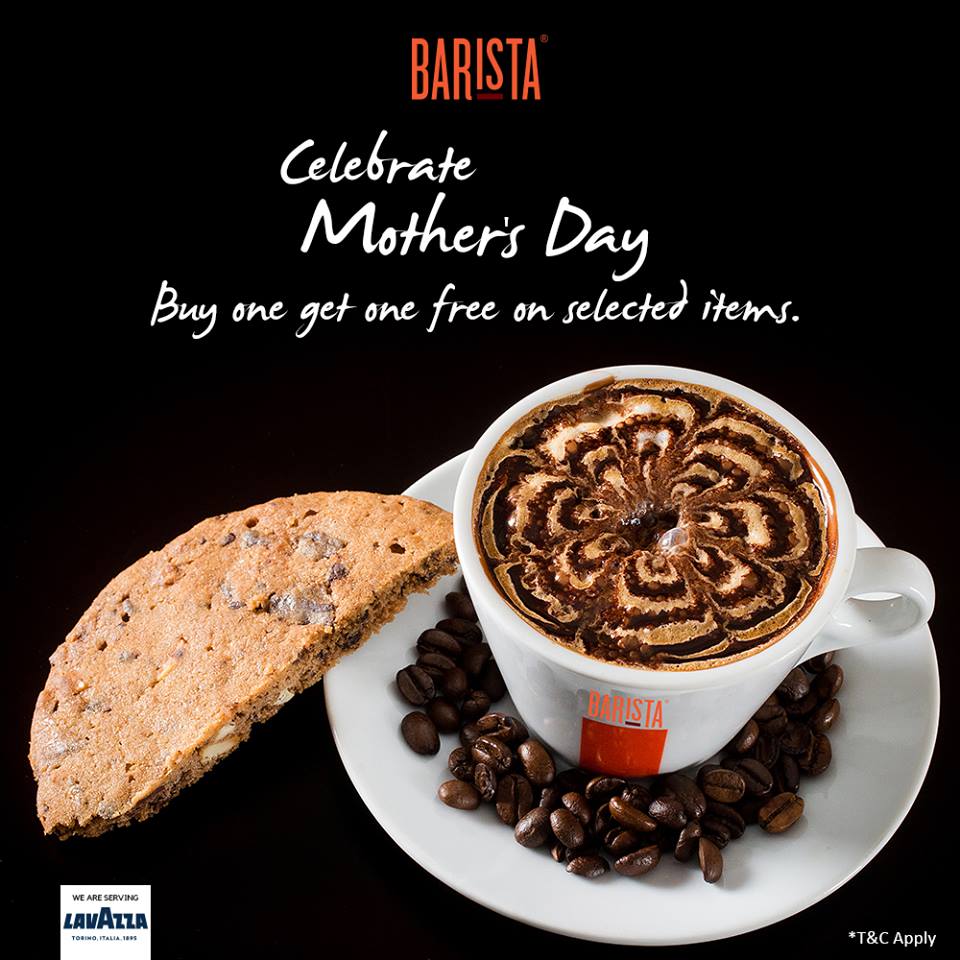 BARISTA®
Celebrate
Mother's Day
Buy one get one free on selected items.
BARISTA
WE ARE SERVING
LAVAZZA
TORINO, ITALIA, 1895
*T&C Apply